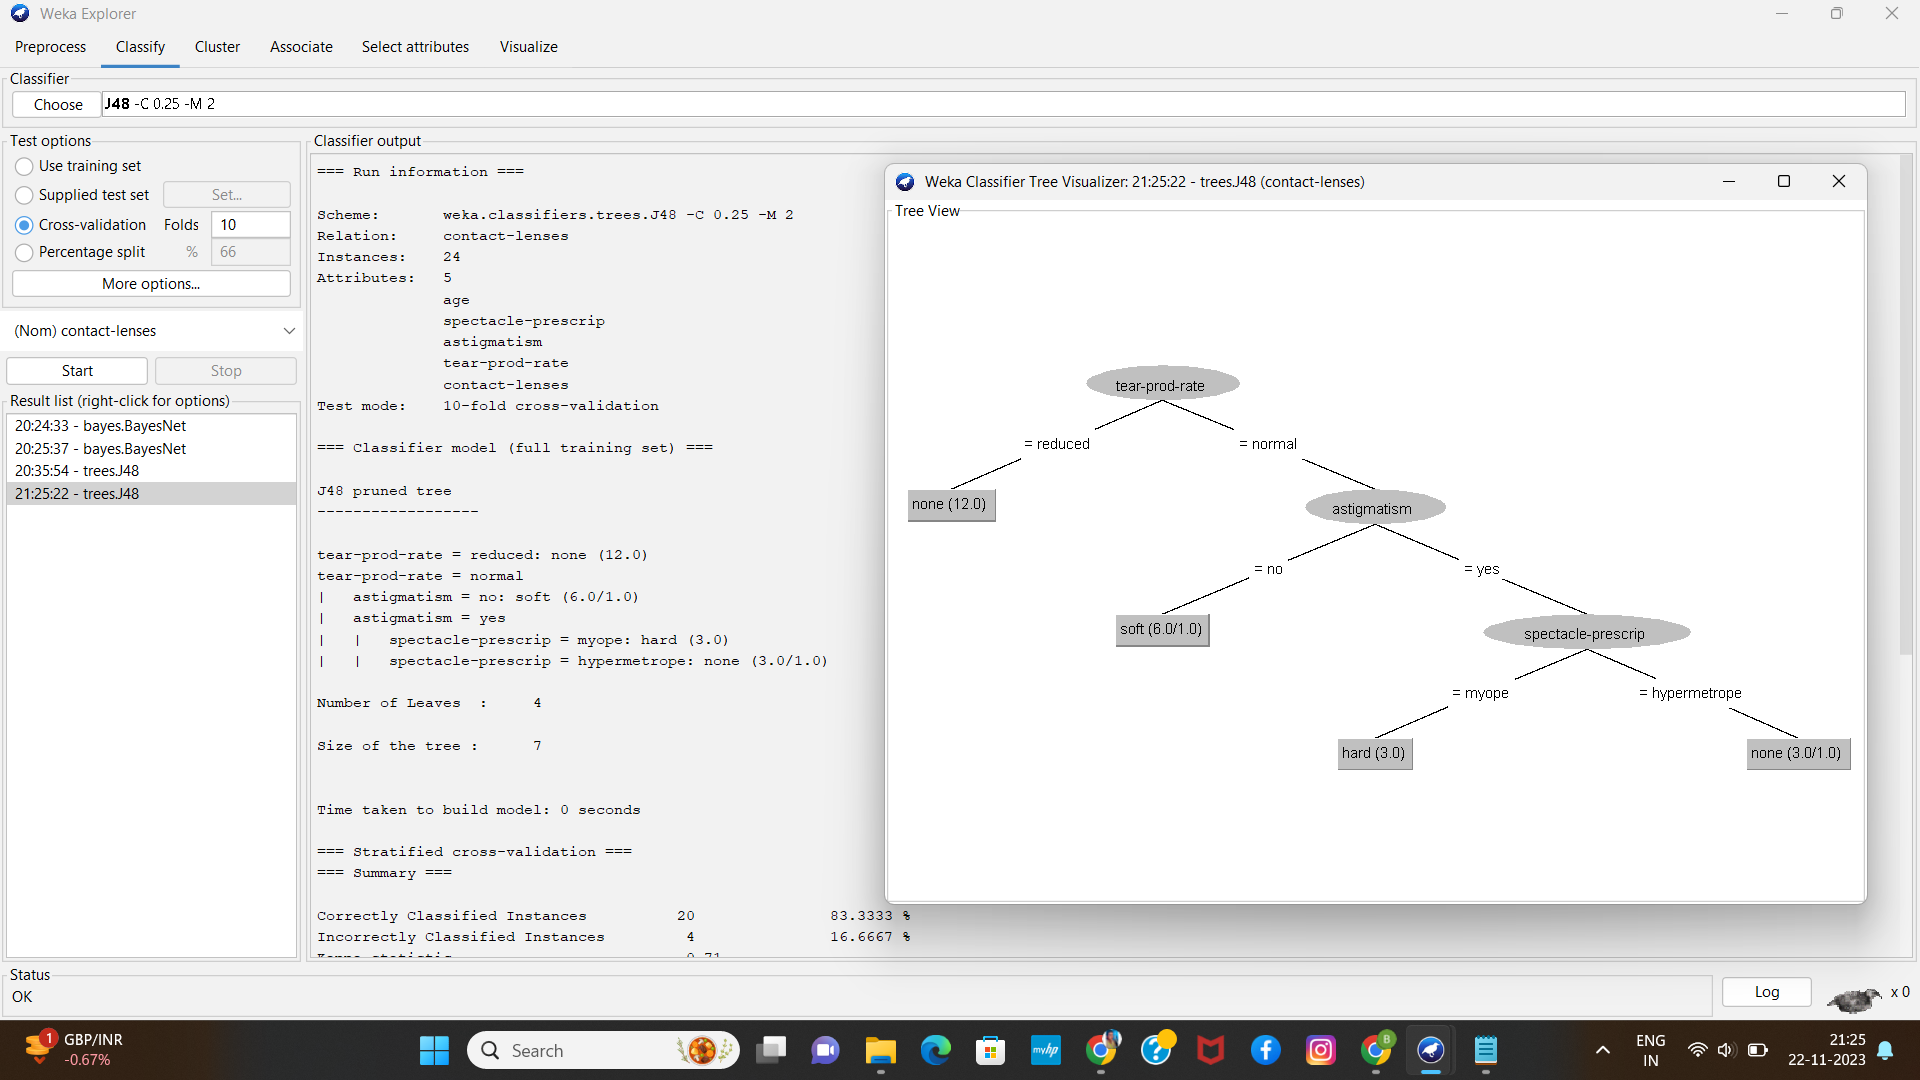 Weka Explorer
Preprocess Classify Cluster Associate Select attributes Visualize
Classifier
Choose J48 -C 0.25 -M 2
Test options
Use training set
Supplied test set Set...
Cross-validation Folds 10
Percentage split % 66
More options...
(Nom) contact-lenses
Start Stop
Result list (right-click for options)
20:24:33 - bayes.BayesNet
20:25:37 - bayes.BayesNet
20:35:54 - trees.J48
21:25:22 - trees.J48
Classifier output
=== Run information ===
Scheme: weka.classifiers.trees.J48 -C 0.25 -M 2
Relation: contact-lenses
Instances: 24
Attributes: 5
age
spectacle-prescrip
astigmatism
tear-prod-rate
contact-lenses
Test mode: 10-fold cross-validation
=== Classifier model (full training set) ===
J48 pruned tree
------------------
tear-prod-rate = reduced: none (12.0)
tear-prod-rate = normal
| astigmatism = no: soft (6.0/1.0)
| astigmatism = yes
| | spectacle-prescrip = myope: hard (3.0)
| | spectacle-prescrip = hypermetrope: none (3.0/1.0)
Number of Leaves : 4
Size of the tree : 7
Time taken to build model: 0 seconds
=== Stratified cross-validation ===
=== Summary ===
Correctly Classified Instances 20 83.3333 %
Incorrectly Classified Instances 4 16.6667 %
Kappa statistic 0.71
Weka Classifier Tree Visualizer: 21:25:22 - trees.J48 (contact-lenses)
Tree View
tear-prod-rate
= reduced = normal
none (12.0)
astigmatism
= no = yes
soft (6.0/1.0)
spectacle-prescrip
= myope = hypermetrope
hard (3.0) none (3.0/1.0)
Status
OK
Log x 0
1 GBP/INR
-0.67%
Search
myhp
B
ENG
IN
21:25
22-11-2023